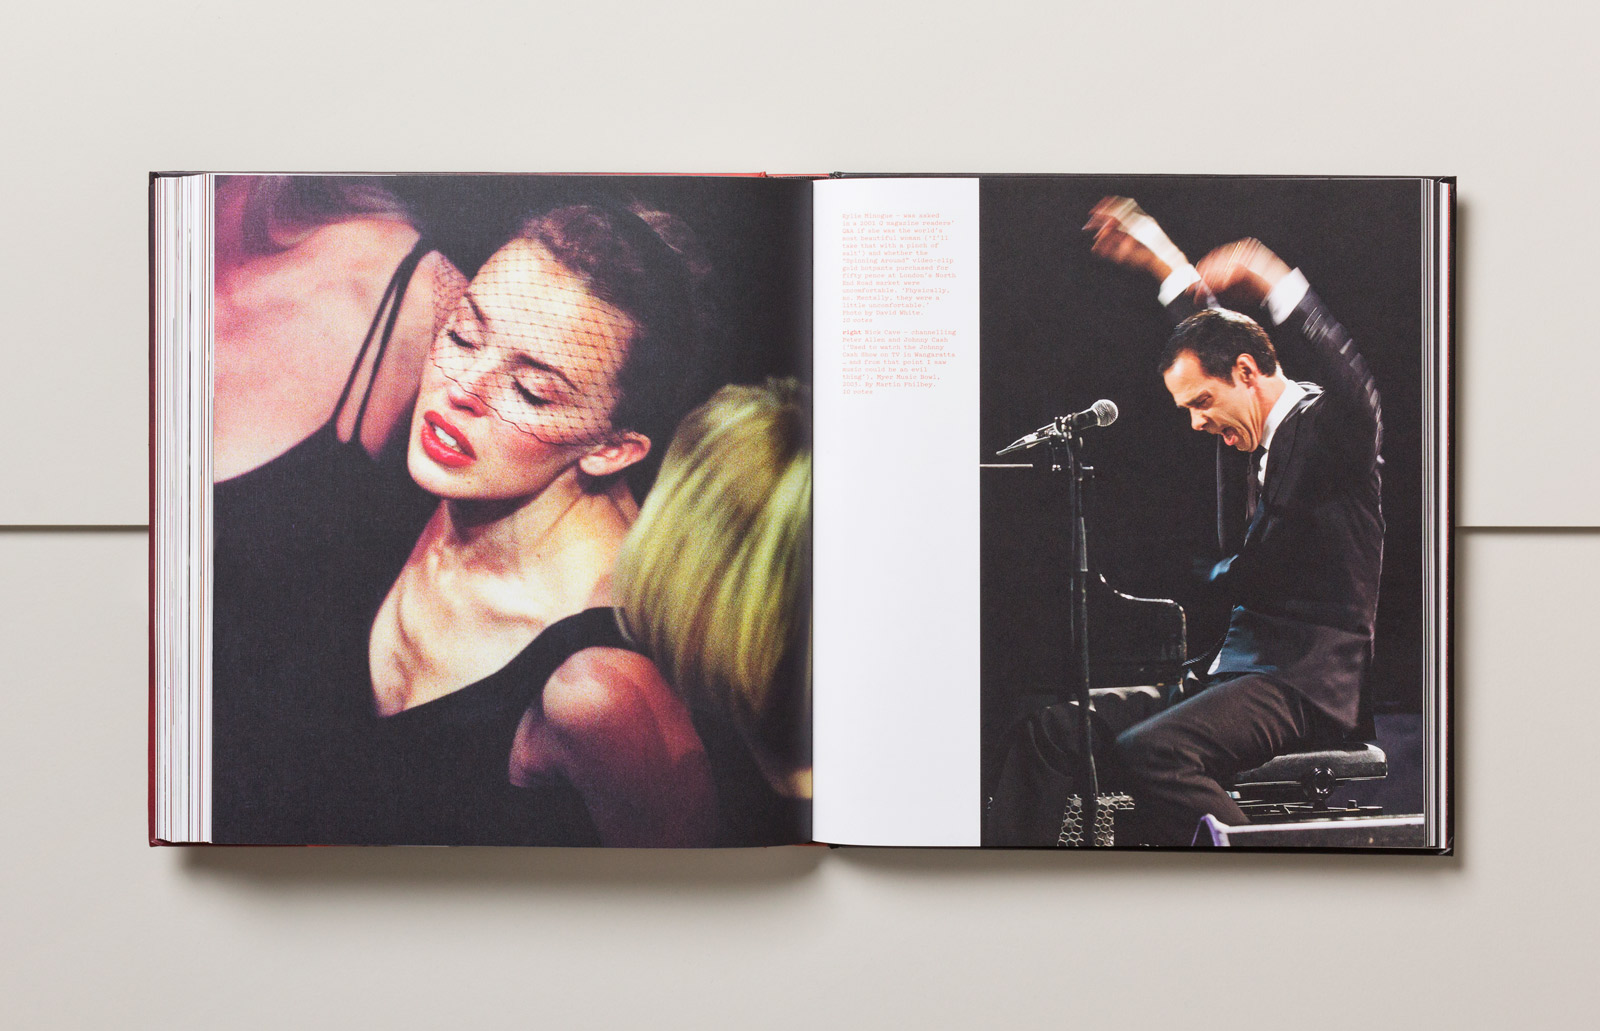 Kylie Minogue – was asked
in a 2003 Q magazine readers'
Q&A if she was the world's
most beautiful woman ('I'll
take that with a pinch of
salt') and whether the
"Spinning Around" video-clip
gold hotpants purchased for
fifty pence at London's North
End Road market were
uncomfortable. 'Physically,
no. Mentally, they were a
little uncomfortable.'
Photo by David White.
20 notes
right Nick Cave – channelling
Peter Allen and Johnny Cash
('Used to watch the Johnny
Cash Show on TV in Wangaratta
… and from that point I saw
music could be an evil
thing'), Myer Music Bowl,
2003. By Martin Philbey.
20 notes